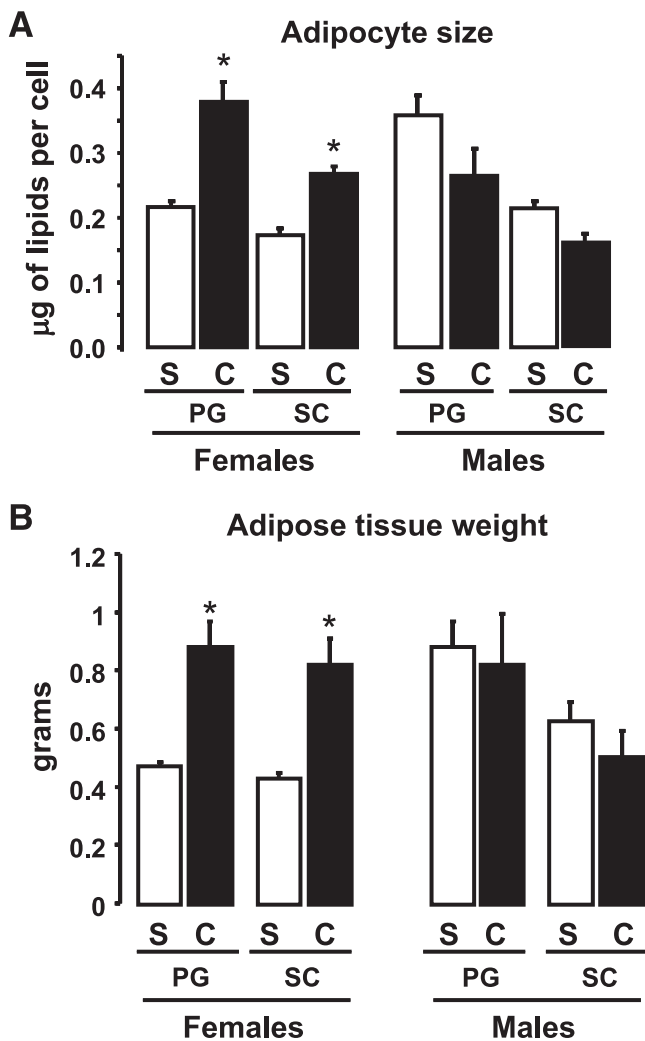 A
Adipocyte size
µg of lipids per cell
0.4
0.3
0.2
0.1
0.0
*
*
S C S C S C S C
PG SC PG SC
Females Males
B
Adipose tissue weight
grams
1.2
1
0.8
0.6
0.4
0.2
0
*
*
S C S C S C S C
PG SC PG SC
Females Males